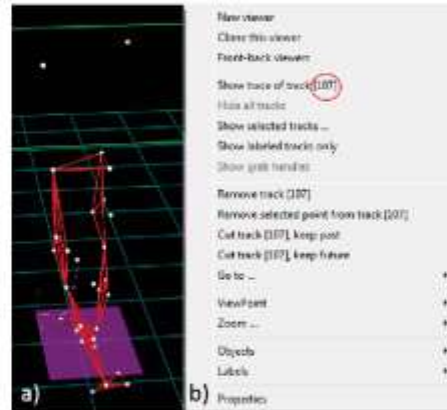 New viewer
Clone this viewer
Front-back viewers
Show trace of track [107]
Hide all tracks
Show selected tracks ...
Show labeled tracks only
Show grab handles
Remove track [107]
Remove selected point from track [107]
Cut track [107], keep past
Cut track [107], keep future
Go to ...
ViewPoint
Zoom ...
Objects
Labels
a) b) Properties